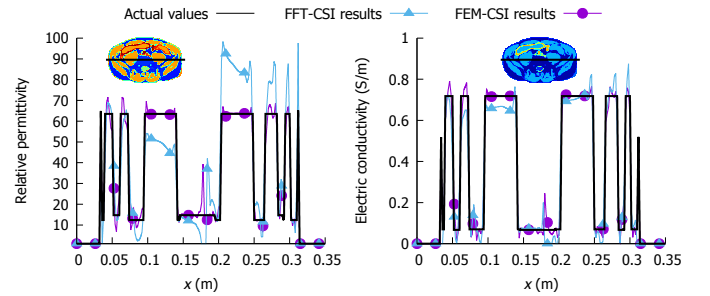 Actual values FFT-CSI results FEM-CSI results
Relative permittivity
100
90
80
70
60
50
40
30
20
10
0 0.05 0.1 0.15 0.2 0.25 0.3 0.35
x (m)
Electric conductivity (S/m)
1
0.8
0.6
0.4
0.2
0
0 0.05 0.1 0.15 0.2 0.25 0.3 0.35
x (m)